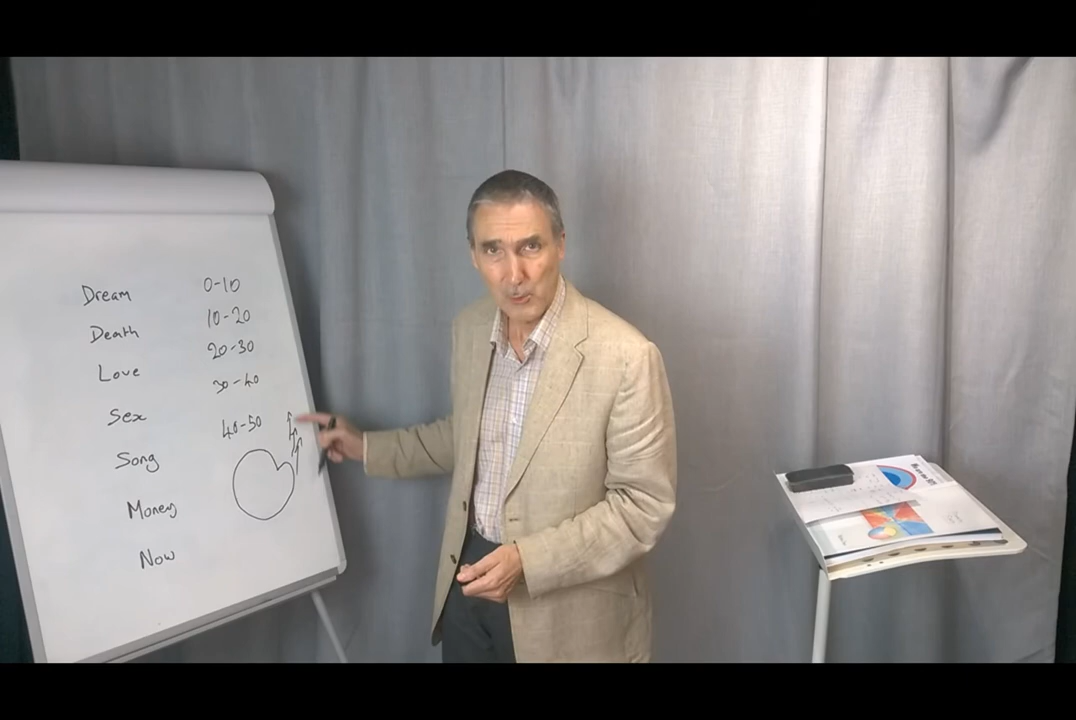 Dream 0-10
Death 10-20
Love 20-30
Sex 30-40
Song 40-50
Money
Now